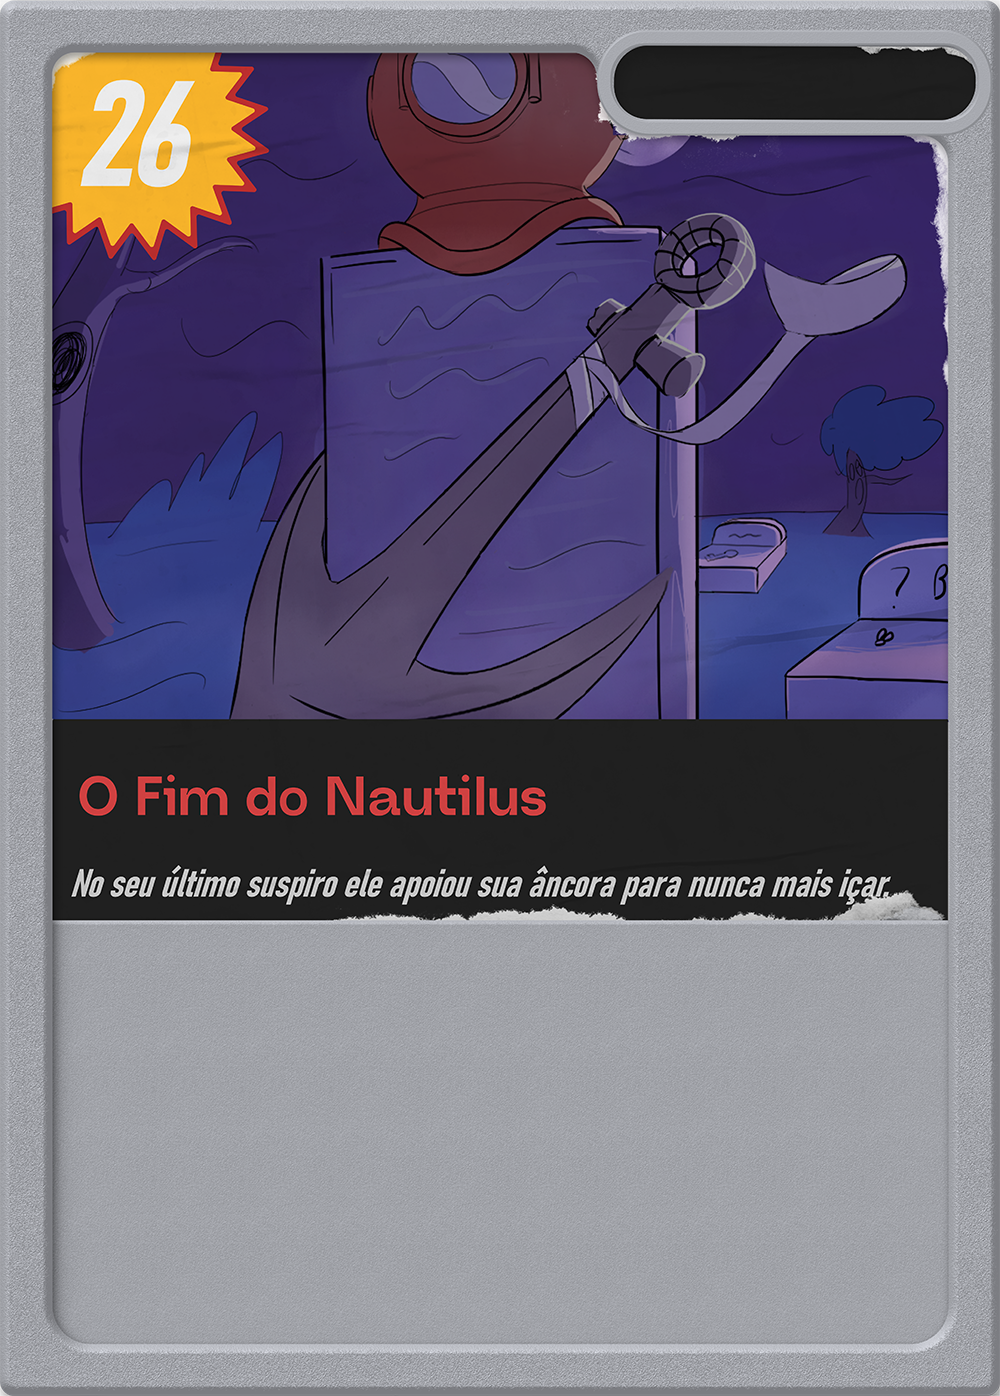 26
? B
O Fim do Nautilus
No seu último suspiro ele apoiou sua âncora para nunca mais içar.